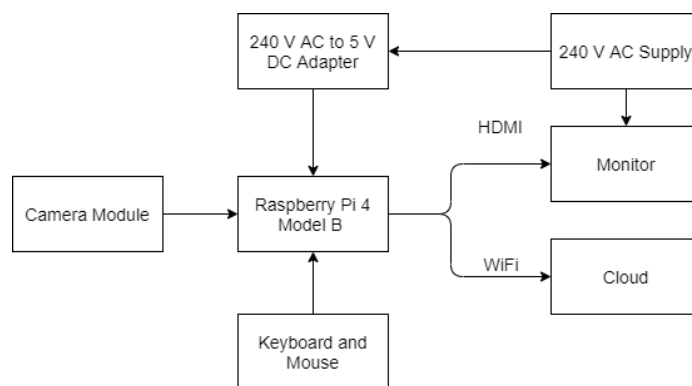 240 V AC to 5 V
DC Adapter
240 V AC Supply
HDMI
Monitor
Camera Module
Raspberry Pi 4
Model B
WiFi
Cloud
Keyboard and
Mouse